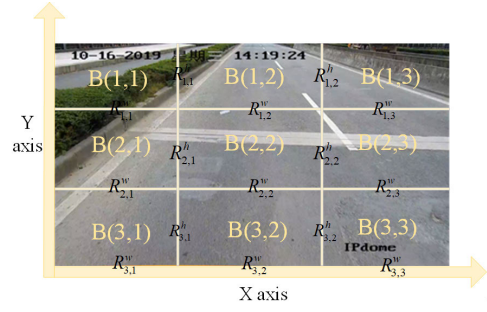 10-16-2019 星期三 14:19:24
B(1,1) R^h_{1,1} B(1,2) R^h_{1,2} B(1,3)
R^w_{1,1} R^w_{1,2} R^w_{1,3}
Y
axis
B(2,1) R^h_{2,1} B(2,2) R^h_{2,2} B(2,3)
R^w_{2,1} R^w_{2,2} R^w_{2,3}
B(3,1) R^h_{3,1} B(3,2) R^h_{3,2} B(3,3)
IPdome
R^w_{3,1} R^w_{3,2} R^w_{3,3}
X axis